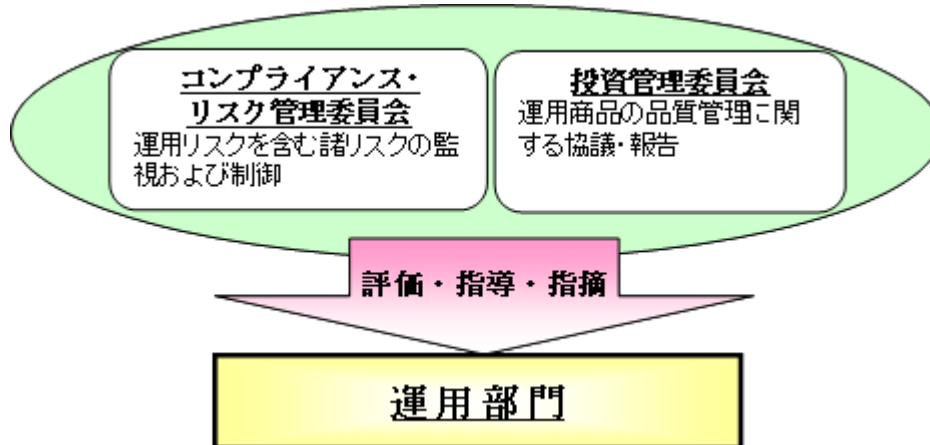 コンプライアンス・
リスク管理委員会
運用リスクを含む諸リスクの監
視および制御
投資管理委員会
運用商品の品質管理に関
する協議・報告
評価・指導・指摘
運用部門